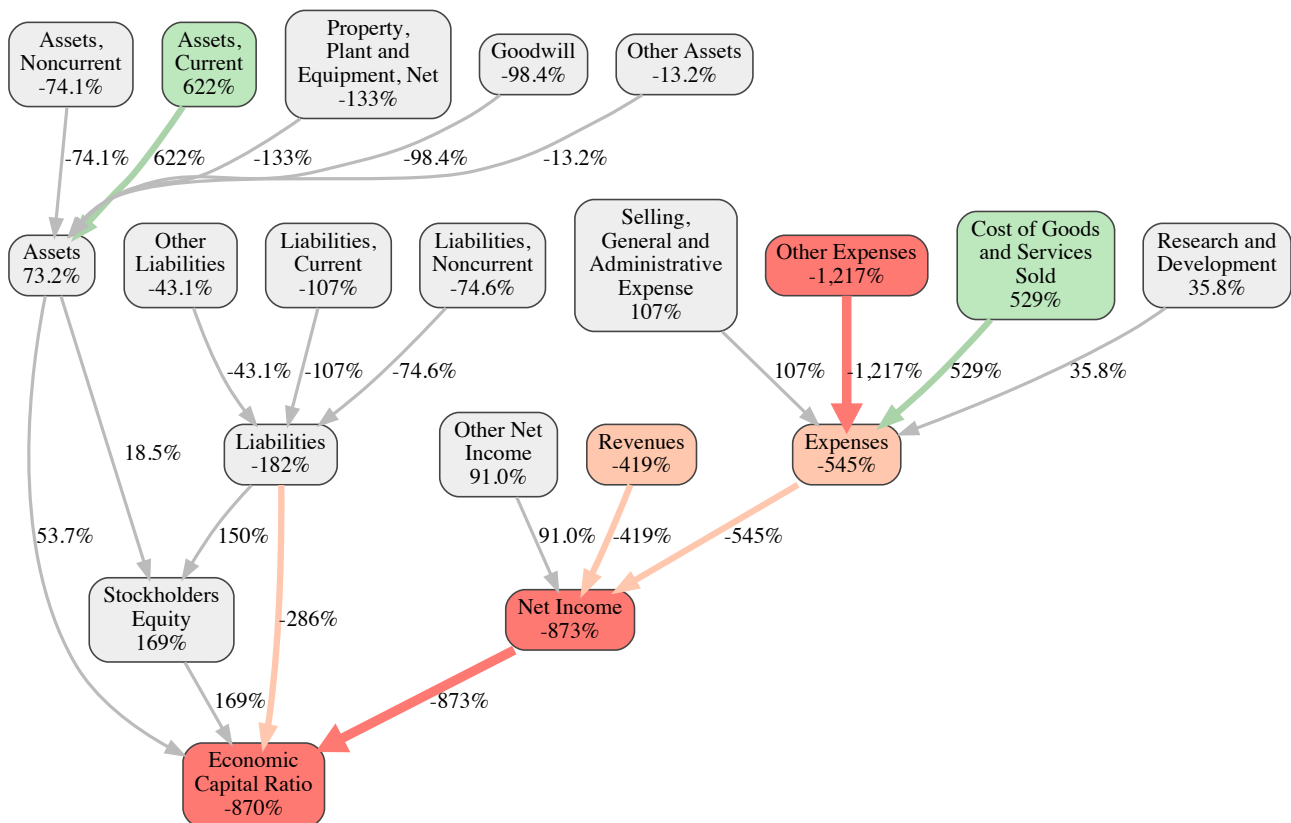 Assets,
Noncurrent
-74.1%
Assets,
Current
622%
Property,
Plant and
Equipment, Net
-133%
Goodwill
-98.4%
Other Assets
-13.2%
-74.1%
622%
-133%
-98.4%
-13.2%
Assets
73.2%
Other
Liabilities
-43.1%
Liabilities,
Current
-107%
Liabilities,
Noncurrent
-74.6%
Selling,
General and
Administrative
Expense
107%
Other Expenses
-1,217%
Cost of Goods
and Services
Sold
529%
Research and
Development
35.8%
-43.1%
-107%
-74.6%
107%
-1,217%
529%
35.8%
18.5%
Liabilities
-182%
Other Net
Income
91.0%
Revenues
-419%
Expenses
-545%
53.7%
150%
91.0%
-419%
-545%
Stockholders
Equity
169%
-286%
Net Income
-873%
169%
-873%
Economic
Capital Ratio
-870%